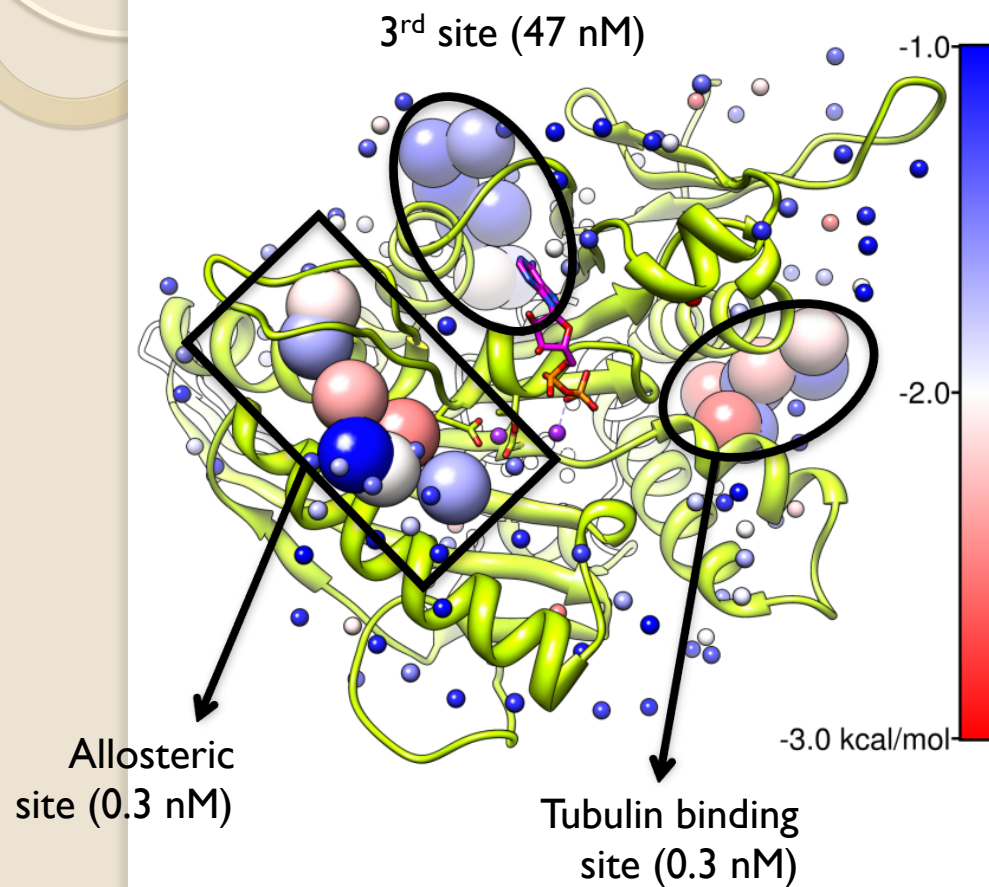 3rd site (47 nM)
-1.0
-2.0
-3.0 kcal/mol
Allosteric
site (0.3 nM)
Tubulin binding
site (0.3 nM)